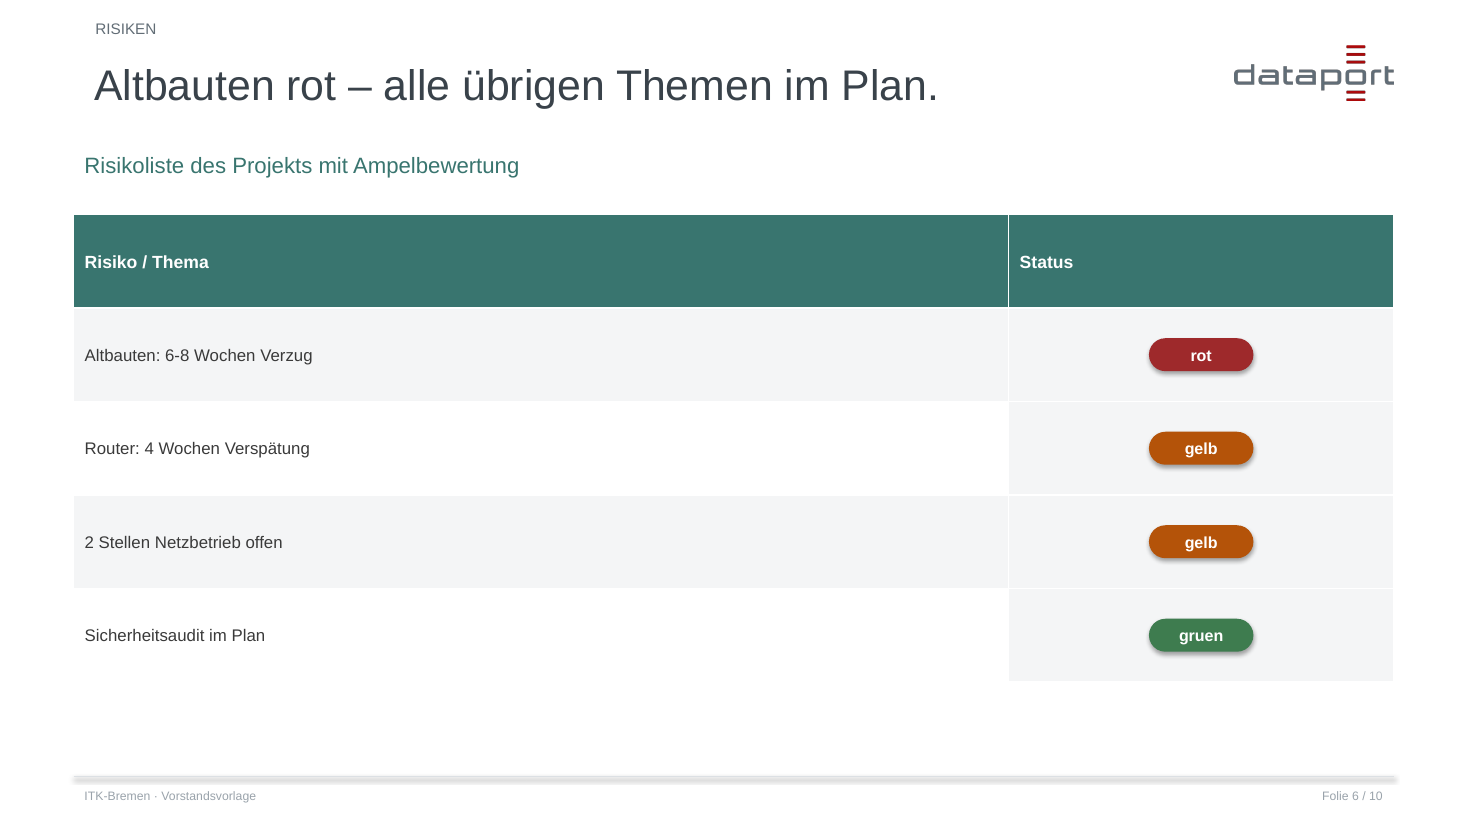 RISIKEN
Altbauten rot – alle übrigen Themen im Plan.
dataport
Risikoliste des Projekts mit Ampelbewertung
Risiko / Thema Status
Altbauten: 6-8 Wochen Verzug rot
Router: 4 Wochen Verspätung gelb
2 Stellen Netzbetrieb offen gelb
Sicherheitsaudit im Plan gruen
ITK-Bremen · Vorstandsvorlage Folie 6 / 10